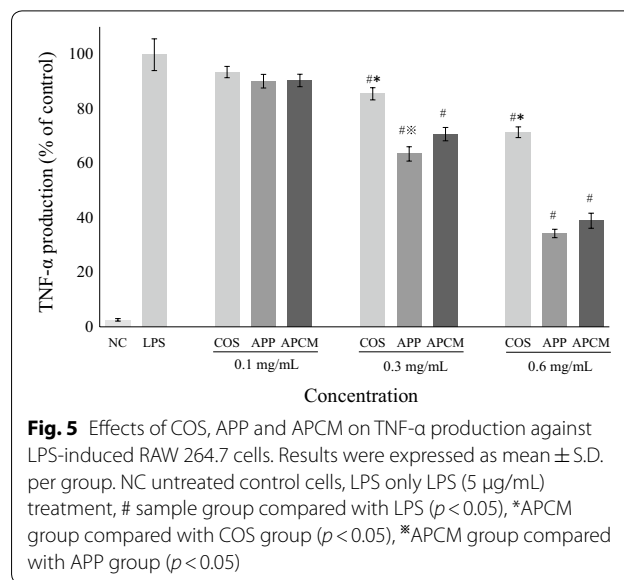 TNF-α production (% of control)
100
80
60
40
20
0
#*
#※
#
#*
#
#
NC LPS COS APP APCM COS APP APCM COS APP APCM
0.1 mg/mL 0.3 mg/mL 0.6 mg/mL
Concentration
Fig. 5 Effects of COS, APP and APCM on TNF-α production against
LPS-induced RAW 264.7 cells. Results were expressed as mean ± S.D.
per group. NC untreated control cells, LPS only LPS (5 µg/mL)
treatment, # sample group compared with LPS (p < 0.05), *APCM
group compared with COS group (p < 0.05), ※APCM group compared
with APP group (p < 0.05)